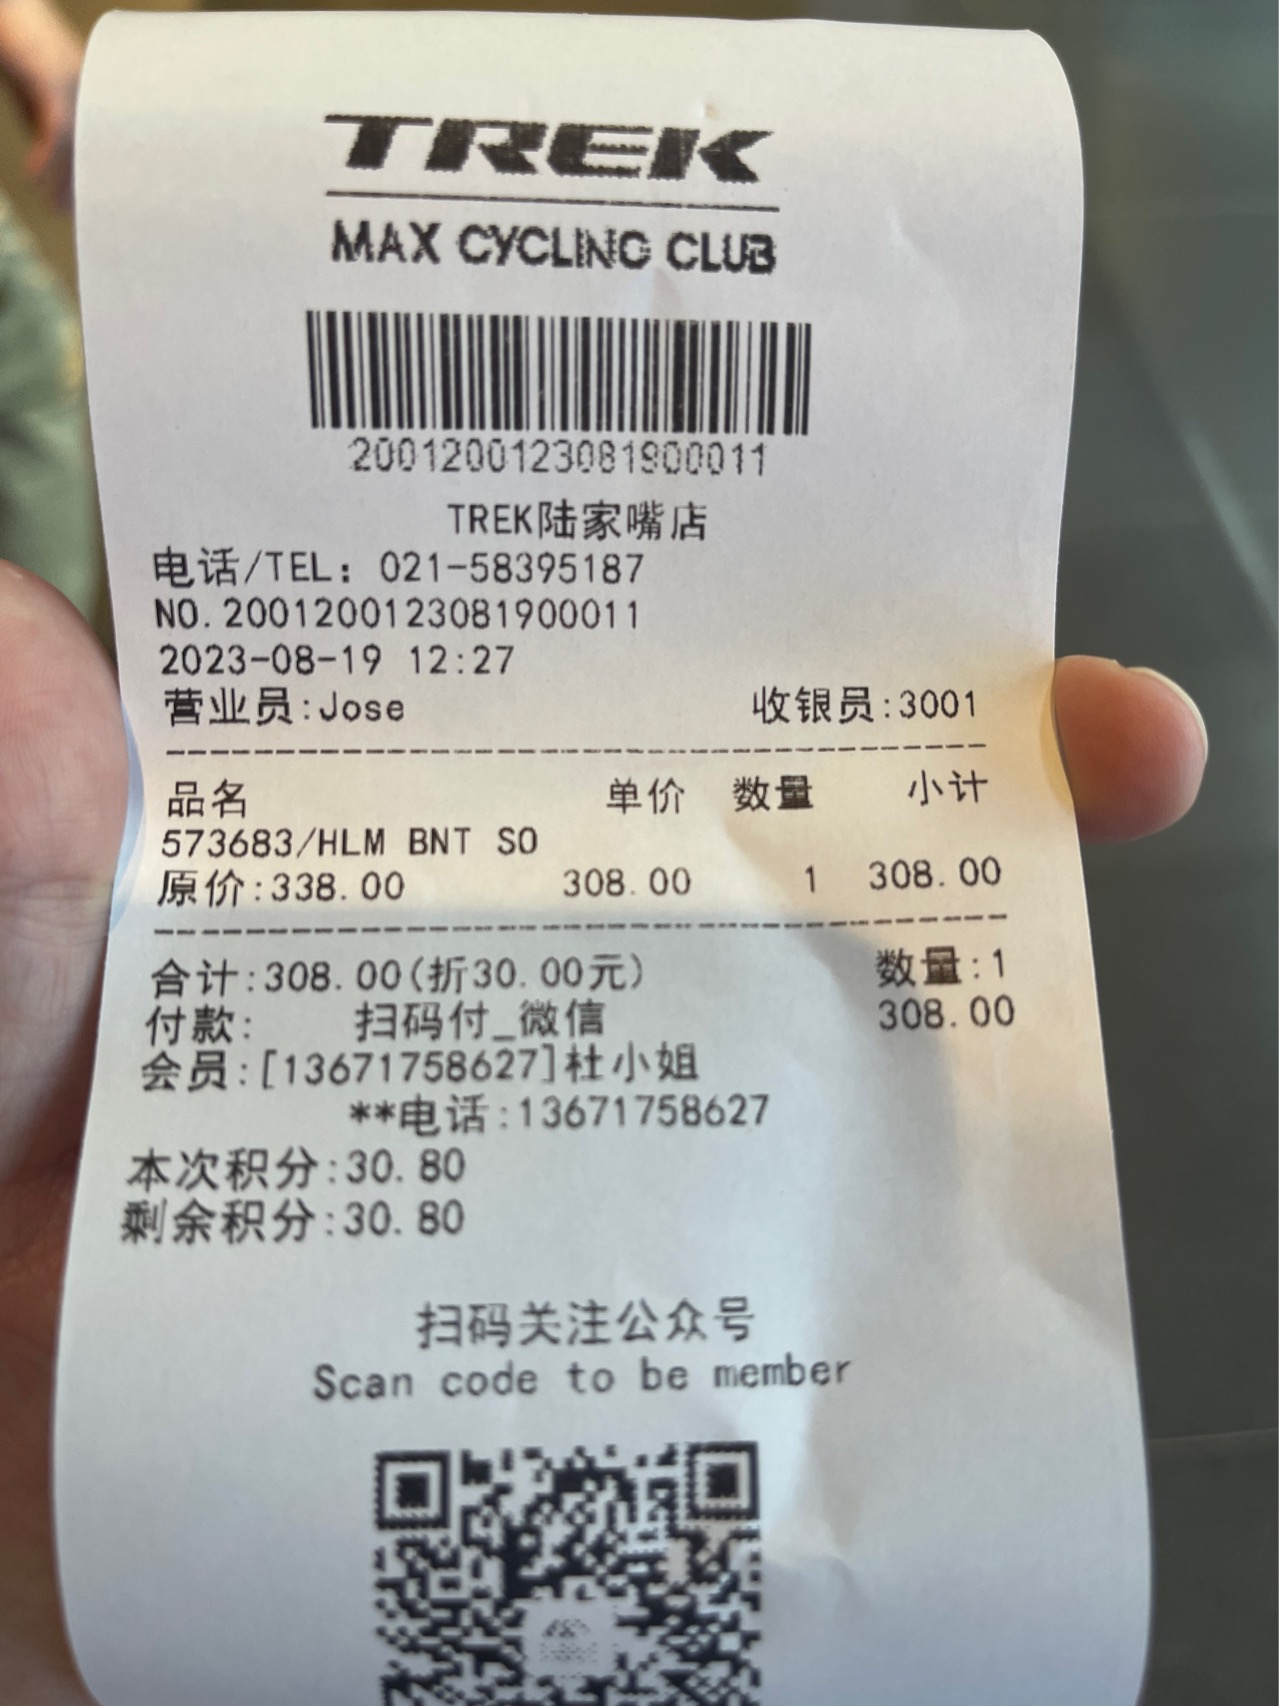 TREK
MAX CYCLING CLUB
2001200123081900011
TREK陆家嘴店
电话/TEL: 021-58395187
NO.2001200123081900011
2023-08-19 12:27
营业员:Jose 收银员:3001
品名 单价 数量 小计
573683/HLM BNT SO
原价:338.00 308.00 1 308.00
合计:308.00(折30.00元) 数量:1
付款: 扫码付_微信 308.00
会员:[13671758627]杜小姐
**电话:13671758627
本次积分:30.80
剩余积分:30.80
扫码关注公众号
Scan code to be member